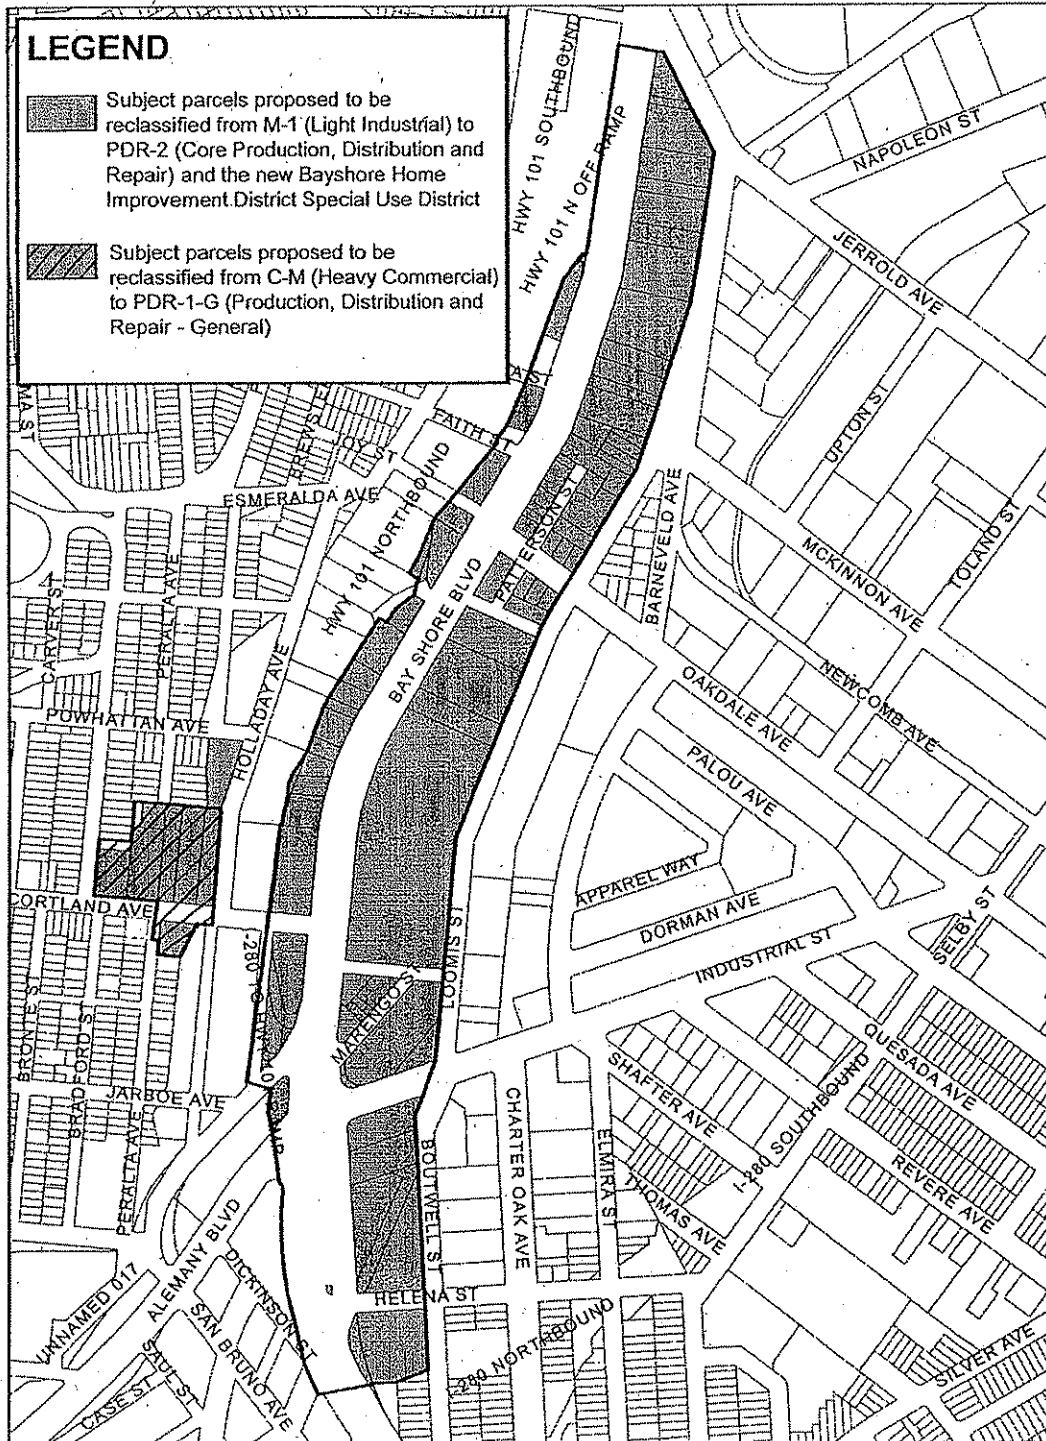 LEGEND
Subject parcels proposed to be
reclassified from M-1 (Light Industrial) to
PDR-2 (Core Production, Distribution and
Repair) and the new Bayshore Home
Improvement District Special Use District
Subject parcels proposed to be
reclassified from C-M (Heavy Commercial)
to PDR-1-G (Production, Distribution and
Repair - General)
HWY 101 SOUTHBOUND
HWY 101 N OFF RAMP
NAPOLEON ST
JERROLD AVE
UPTON ST
TOLAND ST
FAITH ST
OY ST
ESMERALDA AVE
HWY 101 NORTHBOUND
PATTERSON ST
BARNEVELD AVE
MCKINNON AVE
BAY SHORE BLVD
CARVER ST
PERALTA AVE
NEWCOMB AVE
POWHATTAN AVE
HOLLADAY AVE
OAKDALE AVE
PALOU AVE
APPAREL WAY
CORTLAND AVE
DORMAN AVE
SELBY ST
INDUSTRIAL ST
LOOMIS ST
MARENGO ST
BRONTE S
BRADFORD ST
JARBOE AVE
PERALTA AVE
QUESADA AVE
SHAFTER AVE
CHARTER OAK AVE
ELMIRA ST
I-280 SOUTHBOUND
REVERE AVE
BOUTWELL ST
THOMAS AVE
ALEMANY BLVD
UNNAMED 017
DICKINSON ST
HELENA ST
SAN BRUNO AVE
SAUL ST
CASE ST
I-280 NORTHBOUND
SILVER AVE